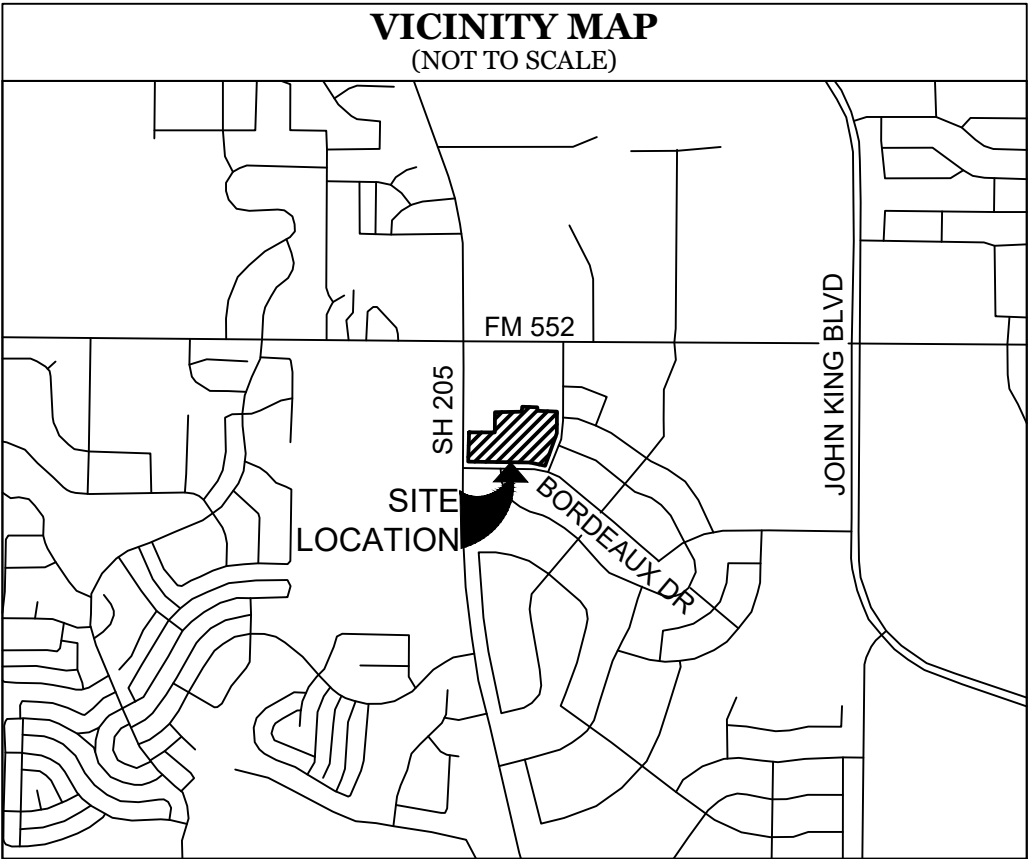 VICINITY MAP
(NOT TO SCALE)
FM 552
SH 205
JOHN KING BLVD
SITE
LOCATION
BORDEAUX DR